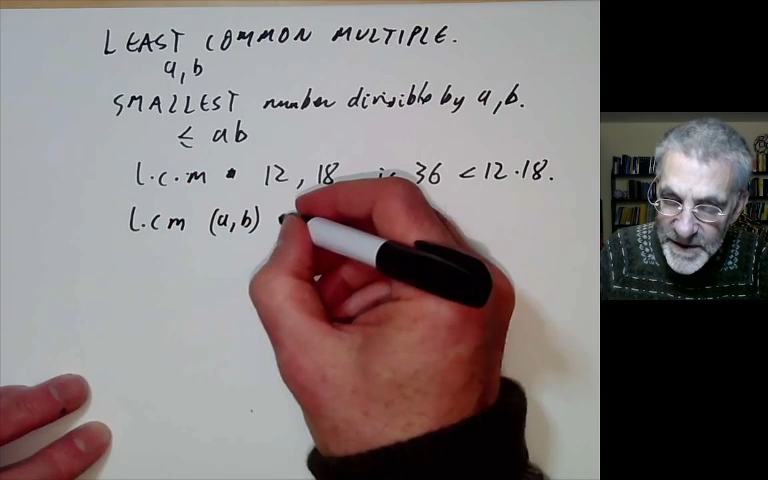 LEAST COMMON MULTIPLE.
a, b
SMALLEST number divisible by a, b.
≤ ab
l.c.m 12, 18 is 36 < 12·18.
l.cm (a, b)